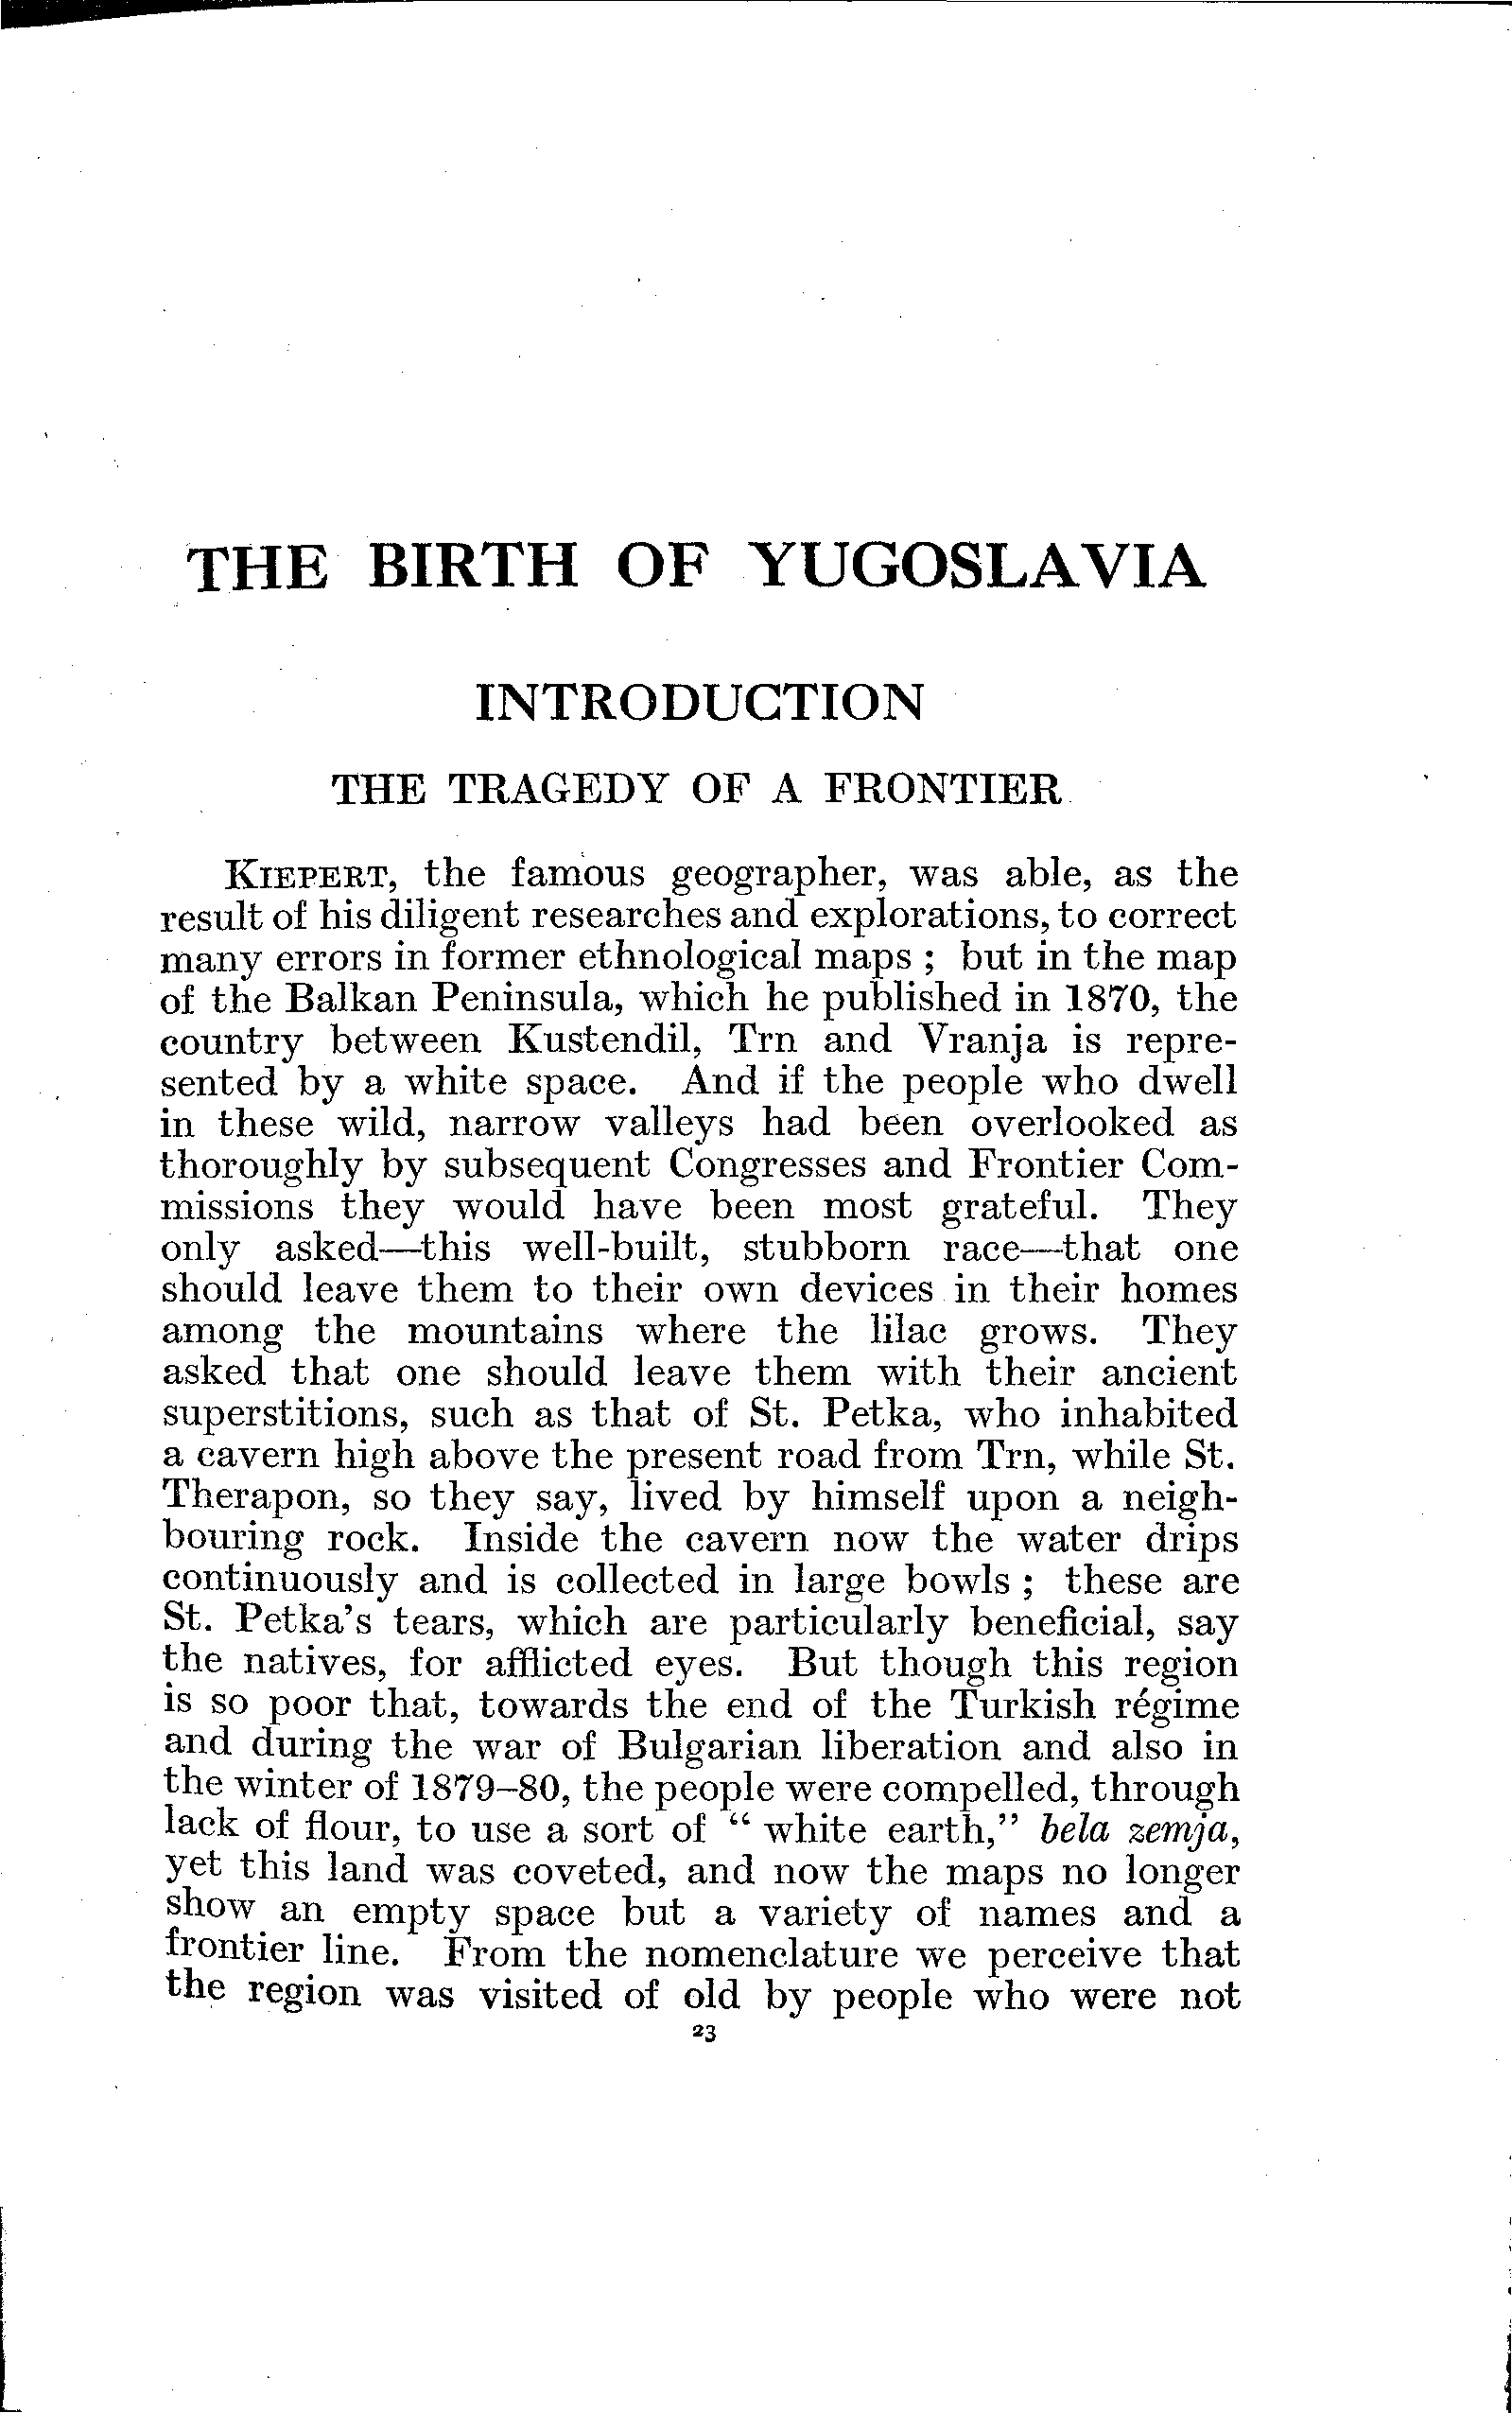 THE BIRTH OF YUGOSLAVIA
INTRODUCTION
THE TRAGEDY OF A FRONTIER
KIEPERT, the famous geographer, was able, as the
result of his diligent researches and explorations, to correct
many errors in former ethnological maps ; but in the map
of the Balkan Peninsula, which he published in 1870, the
country between Kustendil, Trn and Vranja is repre-
sented by a white space. And if the people who dwell
in these wild, narrow valleys had been overlooked as
thoroughly by subsequent Congresses and Frontier Com-
missions they would have been most grateful. They
only asked—this well-built, stubborn race—that one
should leave them to their own devices in their homes
among the mountains where the lilac grows. They
asked that one should leave them with their ancient
superstitions, such as that of St. Petka, who inhabited
a cavern high above the present road from Trn, while St.
Therapon, so they say, lived by himself upon a neigh-
bouring rock. Inside the cavern now the water drips
continuously and is collected in large bowls ; these are
St. Petka's tears, which are particularly beneficial, say
the natives, for afflicted eyes. But though this region
is so poor that, towards the end of the Turkish régime
and during the war of Bulgarian liberation and also in
the winter of 1879–80, the people were compelled, through
lack of flour, to use a sort of “ white earth,” bela zemja,
yet this land was coveted, and now the maps no longer
show an empty space but a variety of names and a
frontier line. From the nomenclature we perceive that
the region was visited of old by people who were not
23